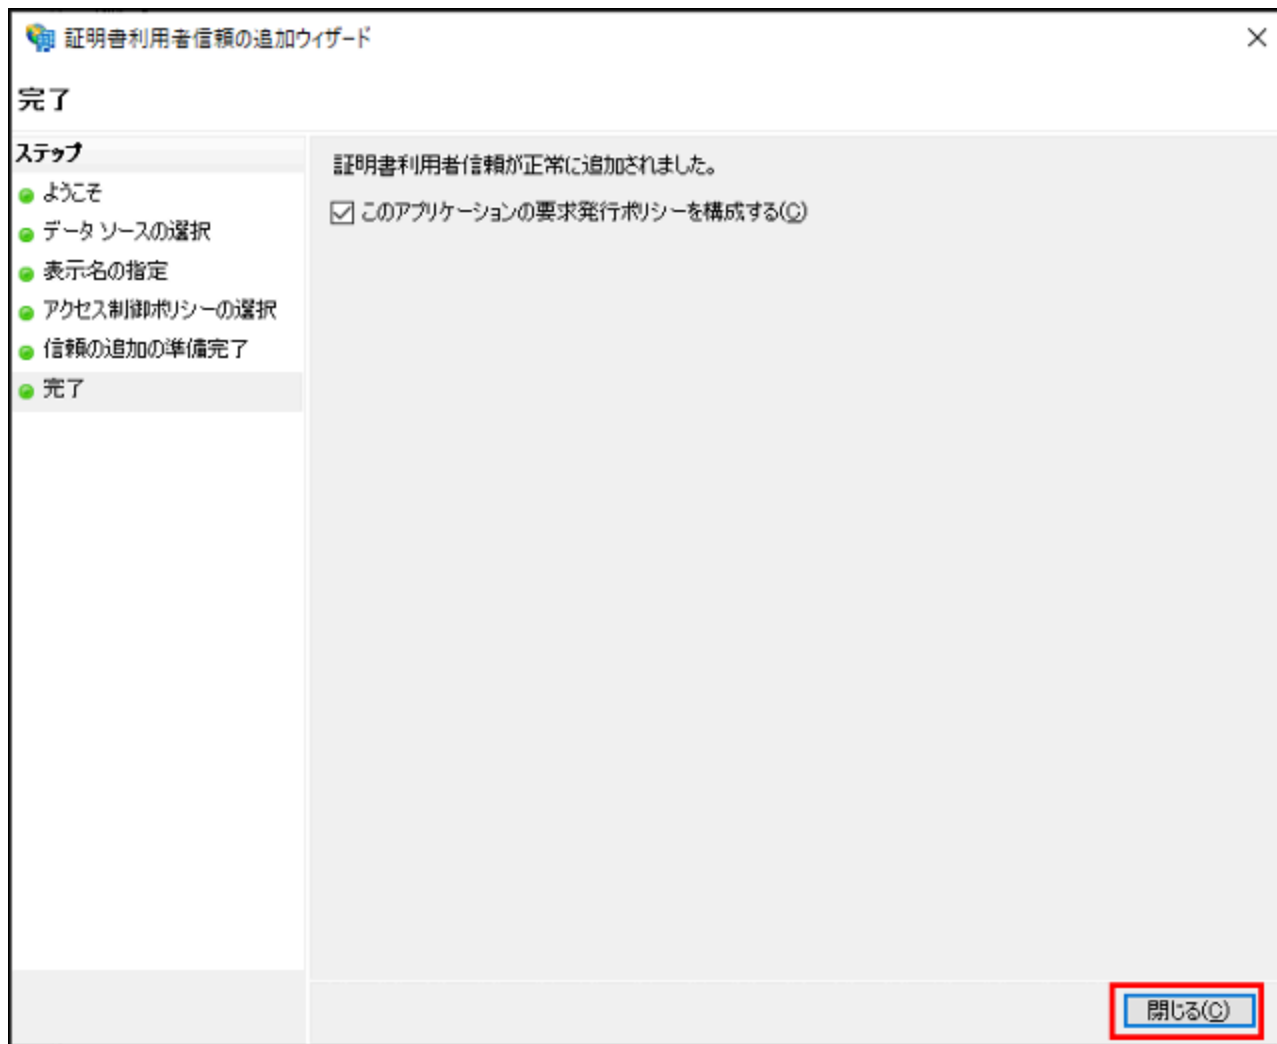 証明書利用者信頼の追加ウィザード
完了
ステップ
ようこそ
データ ソースの選択
表示名の指定
アクセス制御ポリシーの選択
信頼の追加の準備完了
完了
証明書利用者信頼が正常に追加されました。
このアプリケーションの要求発行ポリシーを構成する(C)
閉じる(C)